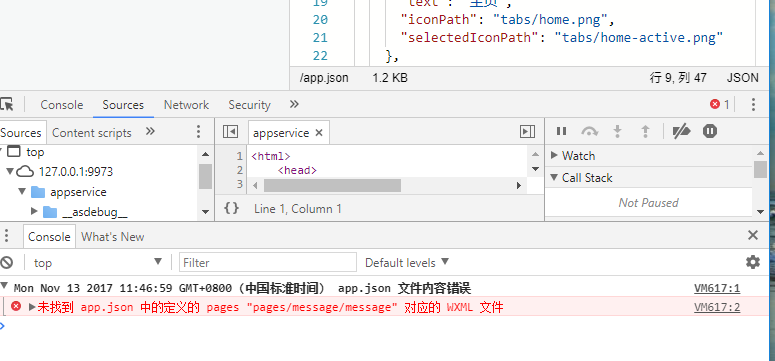 19 "text": "主页",
20 "iconPath": "tabs/home.png",
21 "selectedIconPath": "tabs/home-active.png"
22 },
/app.json 1.2 KB 行 9, 列 47 JSON
Console Sources Network Security » 1
Sources Content scripts »
appservice ×
top
127.0.0.1:9973
appservice
__asdebug__
1 <html>
2 <head>
3
{} Line 1, Column 1
Watch
Call Stack
Not Paused
Console What's New
top Filter Default levels
Mon Nov 13 2017 11:46:59 GMT+0800 (中国标准时间) app.json 文件内容错误 VM617:1
未找到 app.json 中的定义的 pages "pages/message/message" 对应的 WXML 文件 VM617:2